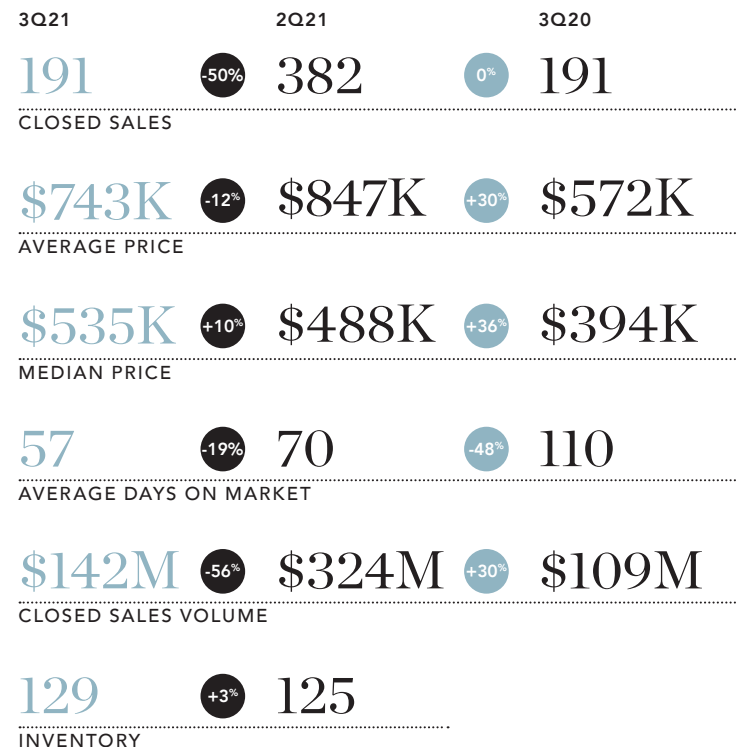 3Q21 2Q21 3Q20
191 -50% 382 0% 191
CLOSED SALES
$743K -12% $847K +30% $572K
AVERAGE PRICE
$535K +10% $488K +36% $394K
MEDIAN PRICE
57 -19% 70 -48% 110
AVERAGE DAYS ON MARKET
$142M -56% $324M +30% $109M
CLOSED SALES VOLUME
129 +3% 125
INVENTORY